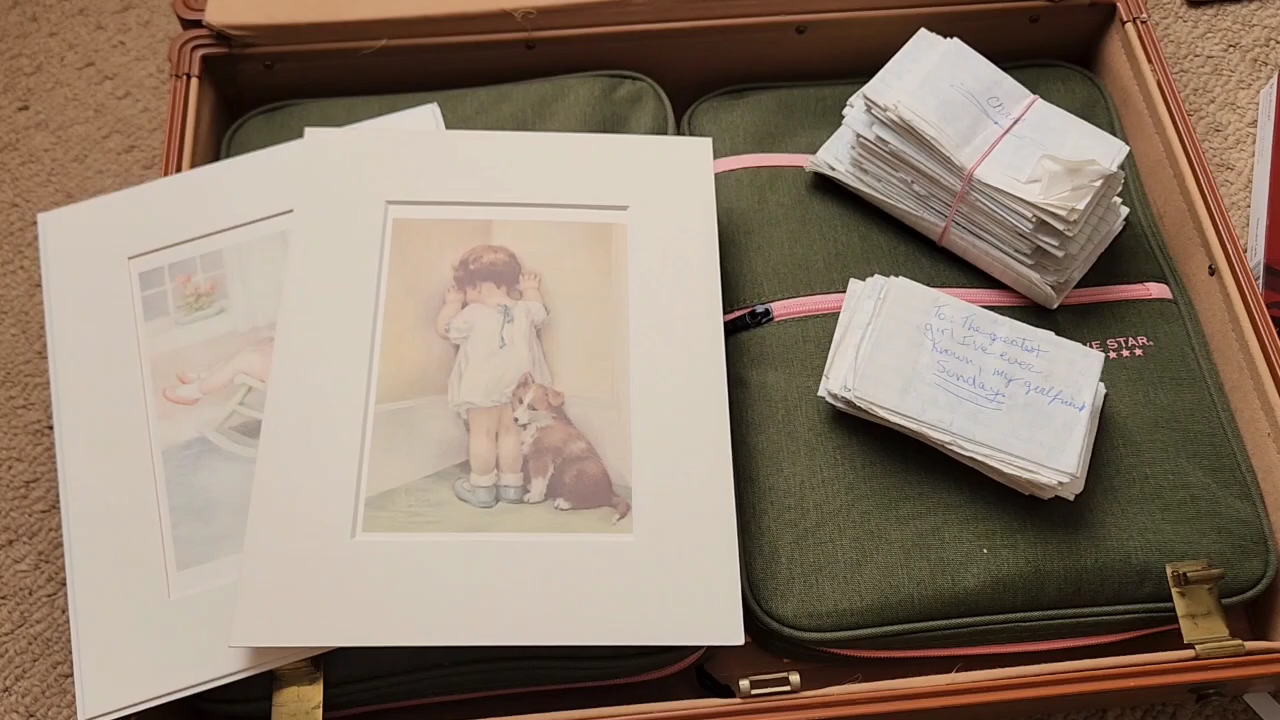 To: The greatest
girl I've ever
known, my girlfriend
Sunday.
STAR.